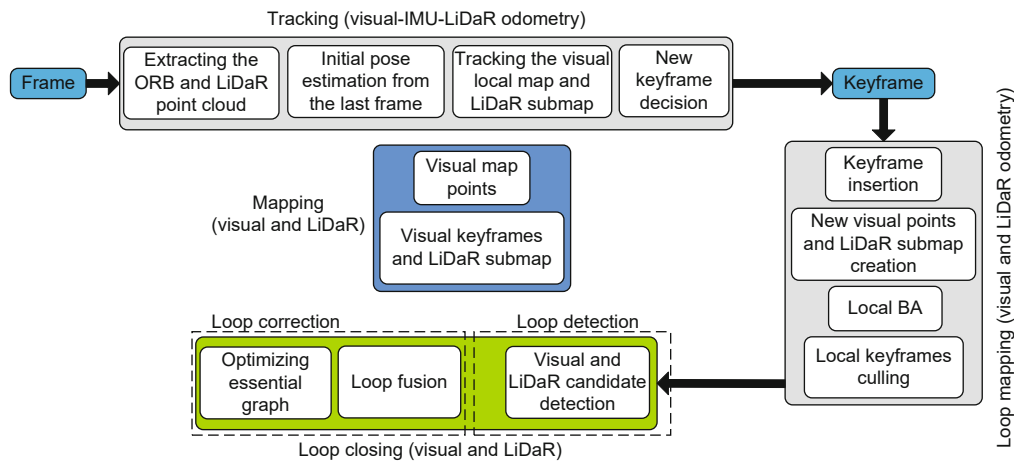 Tracking (visual-IMU-LiDaR odometry)
Frame
Extracting the
ORB and LiDaR
point cloud
Initial pose
estimation from
the last frame
Tracking the visual
local map and
LiDaR submap
New
keyframe
decision
Keyframe
Loop mapping (visual and LiDaR odometry)
Keyframe
insertion
New visual points
and LiDaR submap
creation
Local BA
Local keyframes
culling
Mapping
(visual and LiDaR)
Visual map
points
Visual keyframes
and LiDaR submap
Loop correction
Loop detection
Optimizing
essential
graph
Loop fusion
Visual and
LiDaR candidate
detection
Loop closing (visual and LiDaR)